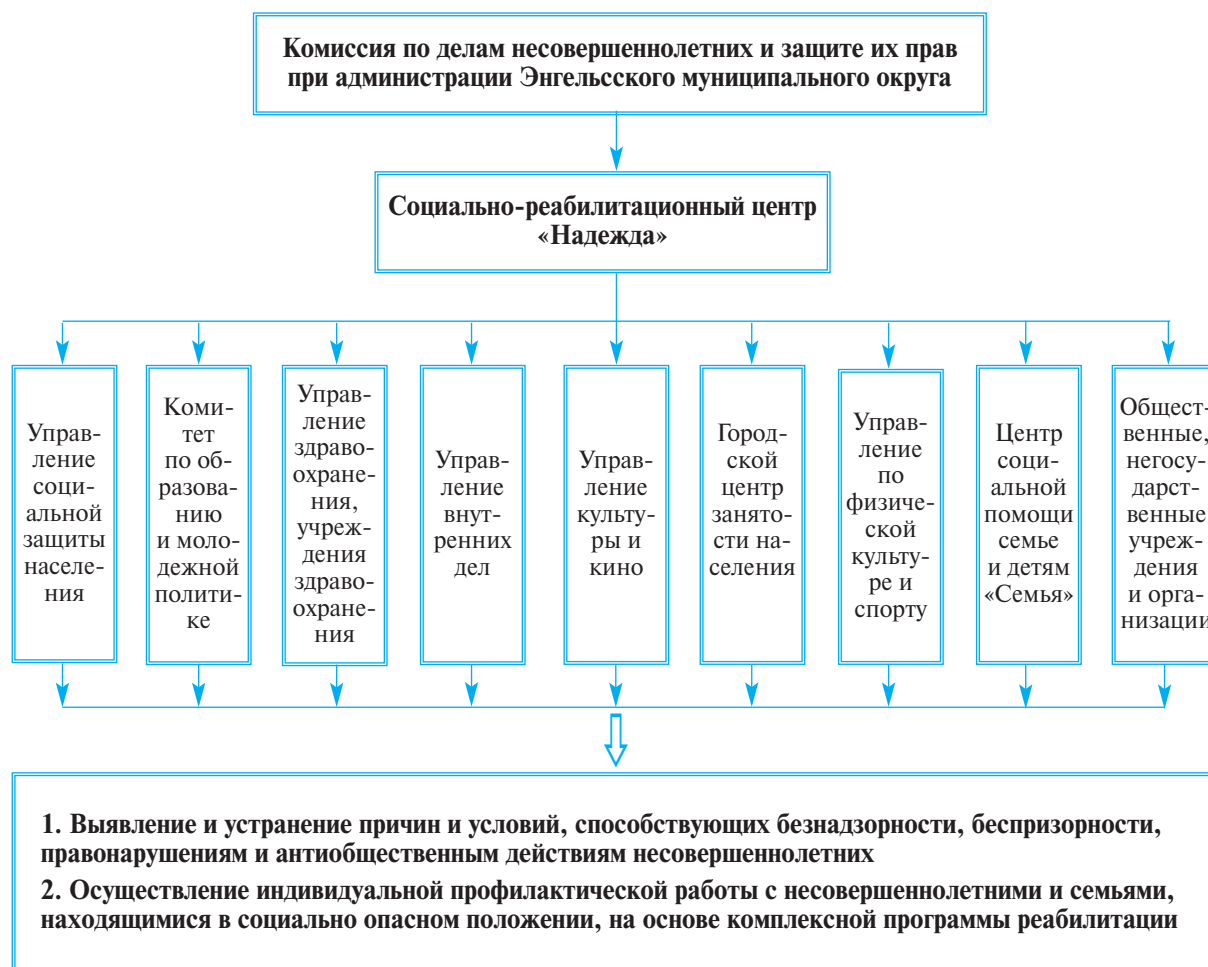 Комиссия по делам несовершеннолетних и защите их прав
при администрации Энгельсского муниципального округа
Социально-реабилитационный центр
«Надежда»
Управ-
ление
соци-
альной
защиты
населе-
ния
Коми-
тет
по об-
разова-
нию
и моло-
дежной
полити-
ке
Управ-
ление
здраво-
охране-
ния,
учреж-
дения
здраво-
охране-
ния
Управ-
ление
внут-
ренних
дел
Управ-
ление
культу-
ры и
кино
Город-
ской
центр
занято-
сти на-
селения
Управ-
ление
по
физиче-
ской
культу-
ре и
спорту
Центр
соци-
альной
помощи
семье
и детям
«Семья»
Общест-
венные,
негосу-
дарст-
венные
учреж-
дения
и орга-
низации
1. Выявление и устранение причин и условий, способствующих безнадзорности, беспризорности,
правонарушениям и антиобщественным действиям несовершеннолетних
2. Осуществление индивидуальной профилактической работы с несовершеннолетними и семьями,
находящимися в социально опасном положении, на основе комплексной программы реабилитации